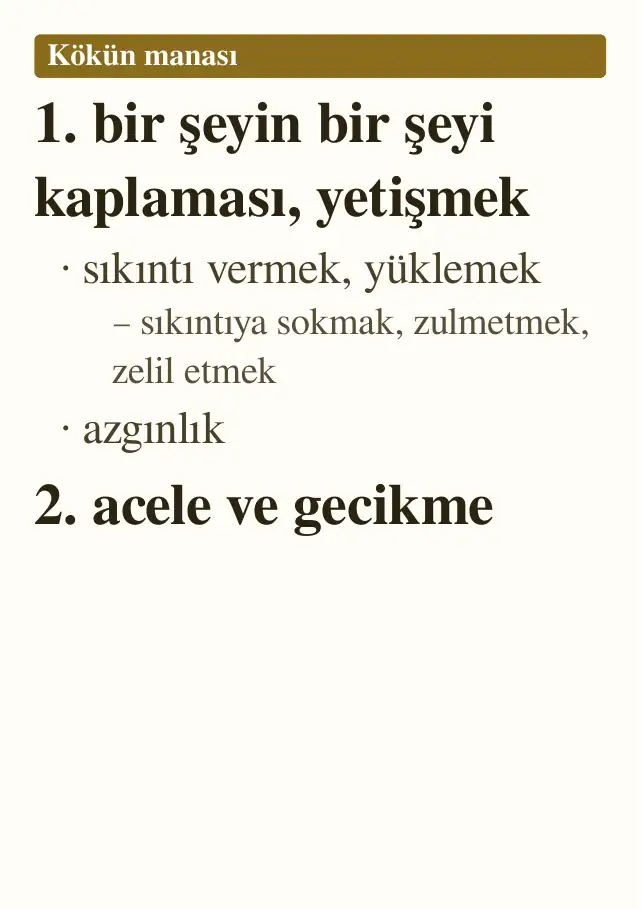 Kökün manası
1. bir şeyin bir şeyi
kaplaması, yetişmek
· sıkıntı vermek, yüklemek
– sıkıntıya sokmak, zulmetmek,
zelil etmek
· azgınlık
2. acele ve gecikme